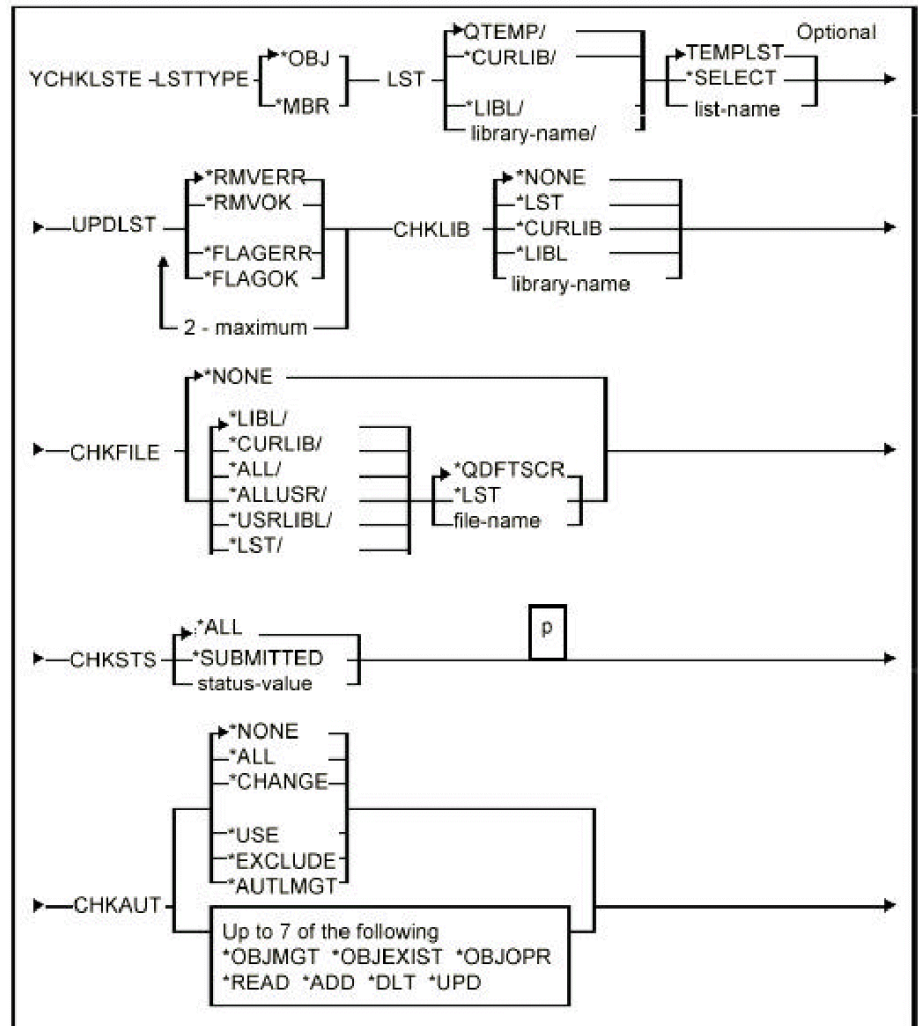 Optional
YCHKLSTE -LSTTYPE
*OBJ
*MBR
LST
QTEMP/
*CURLIB/
*LIBL/
library-name/
TEMPLST
*SELECT
list-name
UPDLST
*RMVERR
*RMVOK
*FLAGERR
*FLAGOK
2 - maximum
CHKLIB
*NONE
*LST
*CURLIB
*LIBL
library-name
CHKFILE
*NONE
*LIBL/
*CURLIB/
*ALL/
*ALLUSR/
*USRLIBL/
*LST/
*QDFTSCR
*LST
file-name
CHKSTS
*ALL
*SUBMITTED
status-value
p
CHKAUT
*NONE
*ALL
*CHANGE
*USE
*EXCLUDE
*AUTLMGT
Up to 7 of the following
*OBJMGT *OBJEXIST *OBJOPR
*READ *ADD *DLT *UPD